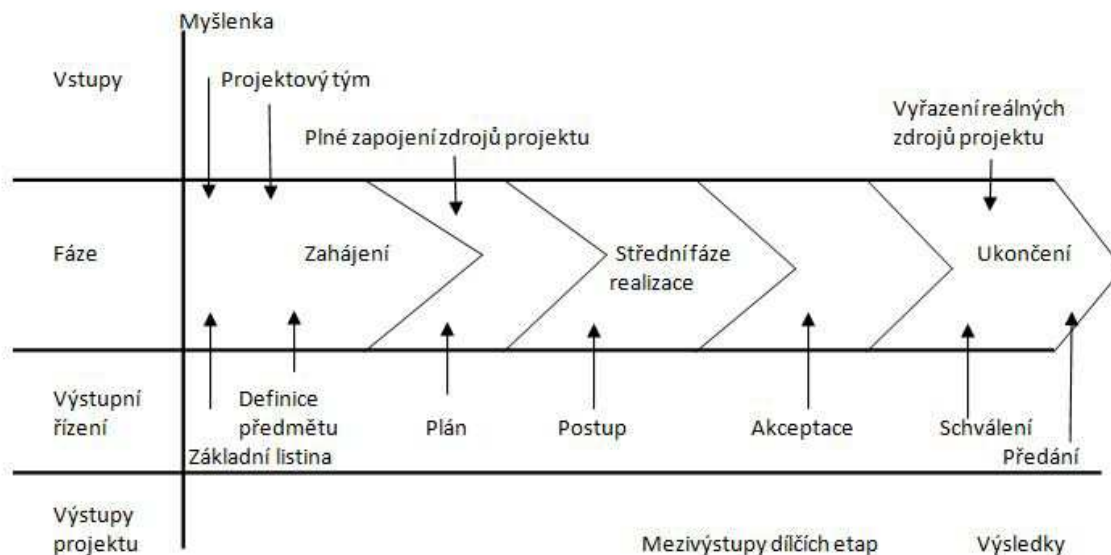 Myšlenka
Vstupy
Projektový tým
Plné zapojení zdrojů projektu
Vyřazení reálných
zdrojů projektu
Fáze
Zahájení
Střední fáze
realizace
Ukončení
Výstupní
řízení
Definice
předmětu
Základní listina
Plán
Postup
Akceptace
Schválení
Předání
Výstupy
projektu
Mezivýstupy dílčích etap
Výsledky